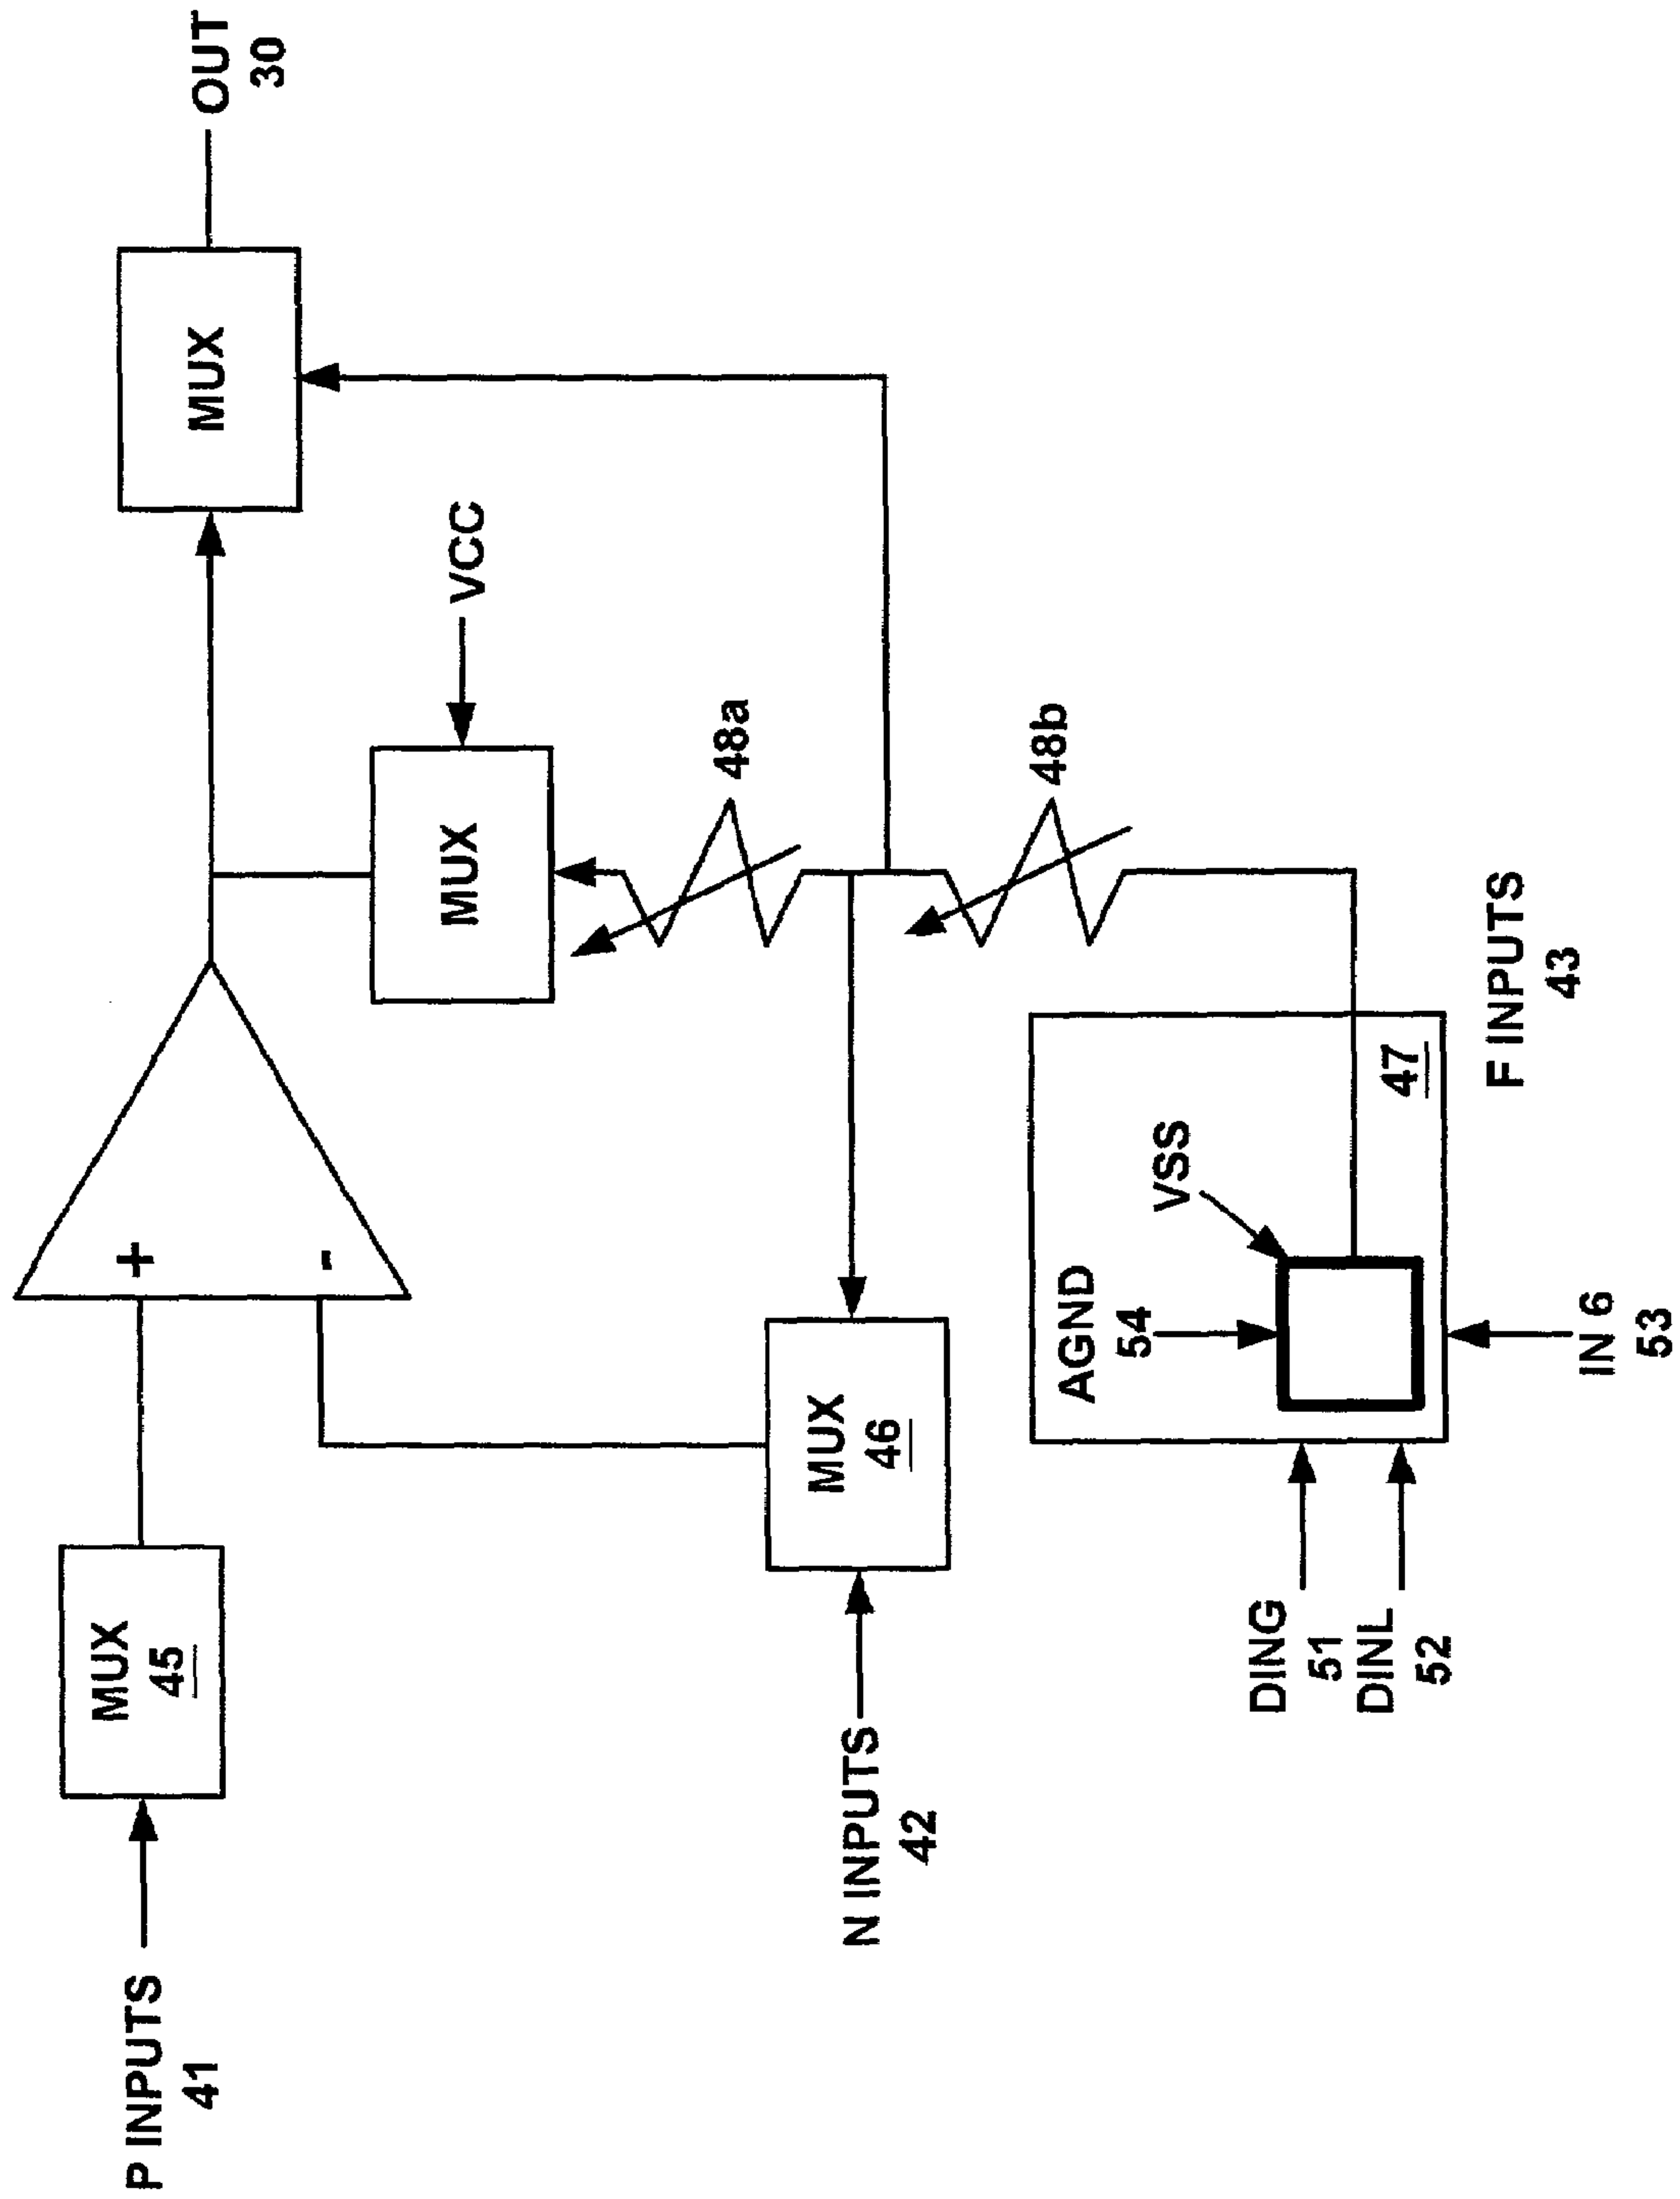 P INPUTS
41
MUX
45
+
-
MUX
OUT
30
VCC
MUX
48a
N INPUTS
42
MUX
46
48b
AGND
54
VSS
47
DING
51
DINL
52
IN 6
53
F INPUTS
43